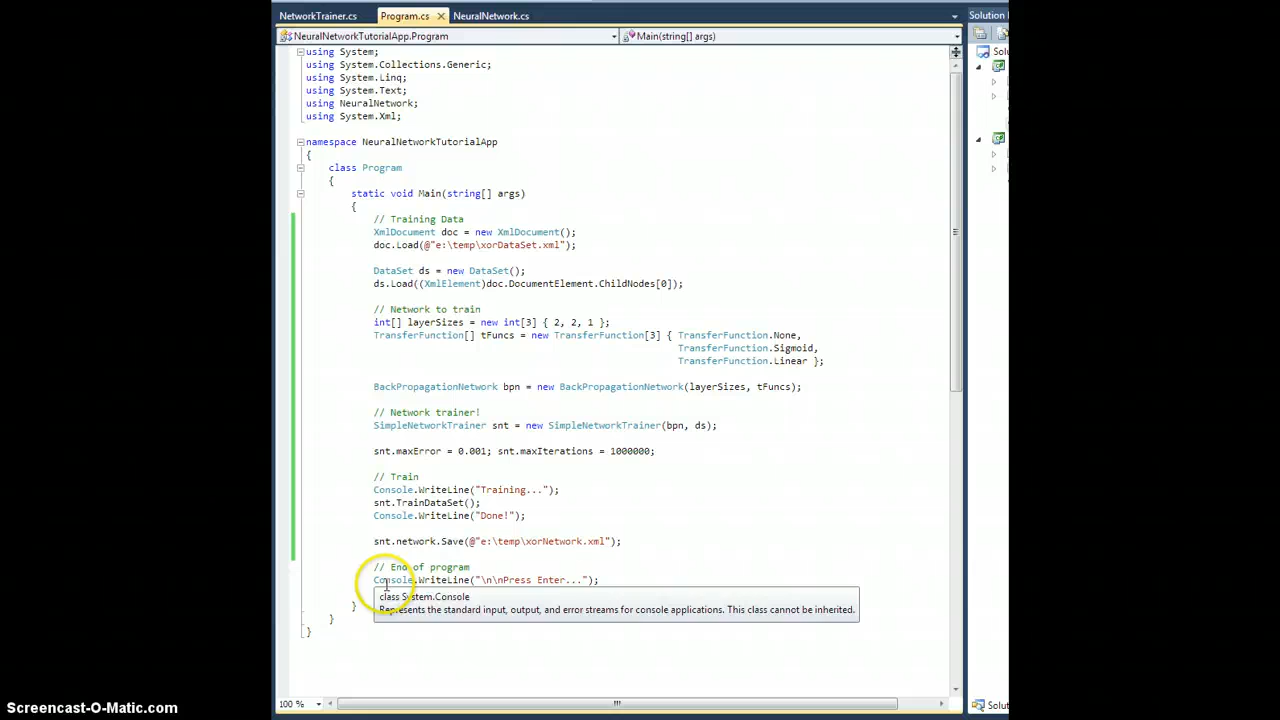 NetworkTrainer.cs Program.cs NeuralNetwork.cs Solution
NeuralNetworkTutorialApp.Program Main(string[] args)
using System;
using System.Collections.Generic;
using System.Linq;
using System.Text;
using NeuralNetwork;
using System.Xml;
namespace NeuralNetworkTutorialApp
{
class Program
{
static void Main(string[] args)
{
// Training Data
XmlDocument doc = new XmlDocument();
doc.Load(@"e:\temp\xorDataSet.xml");
DataSet ds = new DataSet();
ds.Load((XmlElement)doc.DocumentElement.ChildNodes[0]);
// Network to train
int[] layerSizes = new int[3] { 2, 2, 1 };
TransferFunction[] tFuncs = new TransferFunction[3] { TransferFunction.None,
TransferFunction.Sigmoid,
TransferFunction.Linear };
BackPropagationNetwork bpn = new BackPropagationNetwork(layerSizes, tFuncs);
// Network trainer!
SimpleNetworkTrainer snt = new SimpleNetworkTrainer(bpn, ds);
snt.maxError = 0.001; snt.maxIterations = 1000000;
// Train
Console.WriteLine("Training...");
snt.TrainDataSet();
Console.WriteLine("Done!");
snt.network.Save(@"e:\temp\xorNetwork.xml");
// End of program
Console.WriteLine("\n\nPress Enter...");
class System.Console
Represents the standard input, output, and error streams for console applications. This class cannot be inherited.
}
}
}
100 %
Solut
Screencast-O-Matic.com